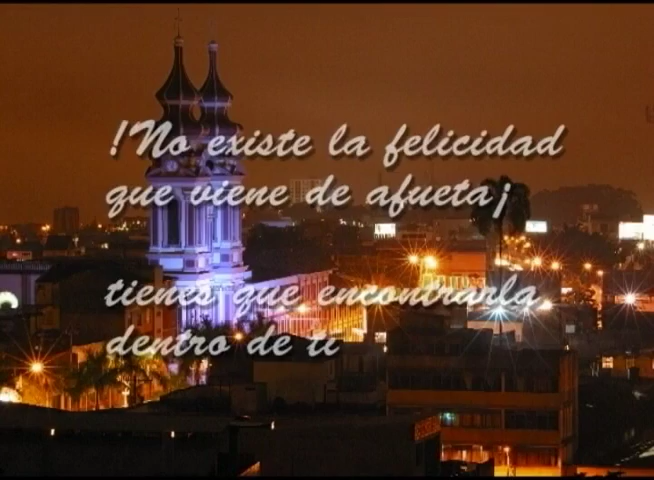 !No existe la felicidad
que viene de afueta¡
tienes que encontrarla
dentro de ti